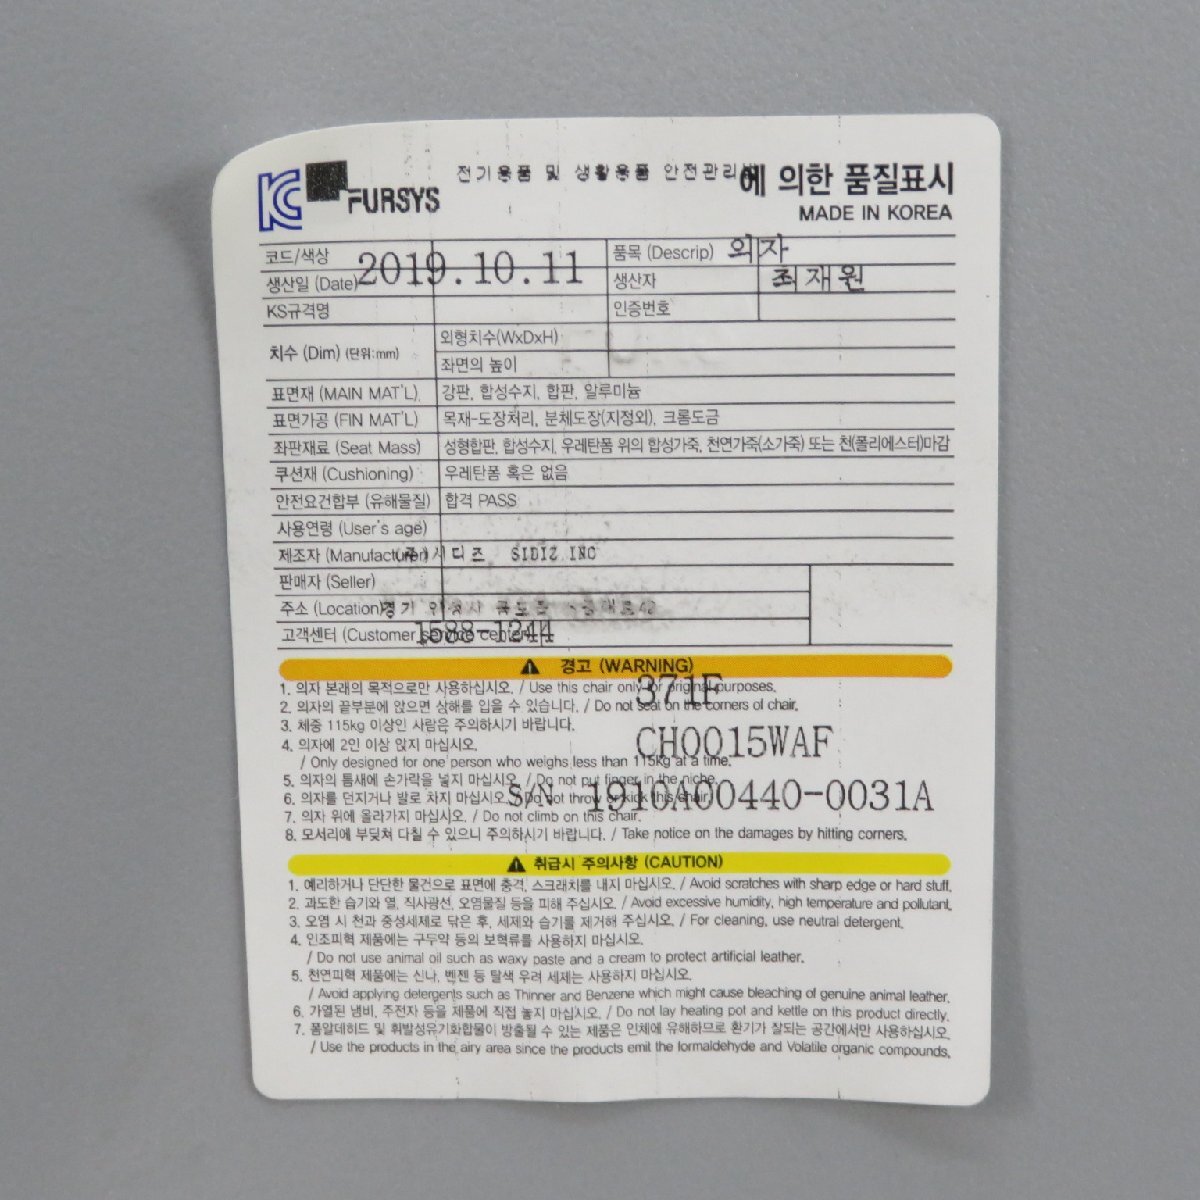 KC FURSYS 전기용품 및 생활용품 안전관리법에 의한 품질표시
MADE IN KOREA
코드/색상 품목 (Descrip) 의자
생산일 (Date) 2019.10.11 생산자 최재원
KS규격명 인증번호
치수 (Dim) (단위:mm) 외형치수(WxDxH)
좌면의 높이
표면재 (MAIN MAT'L) 강판, 합성수지, 합판, 알루미늄
표면가공 (FIN MAT'L) 목재-도장처리, 분체도장(지정외), 크롬도금
좌판재료 (Seat Mass) 성형합판, 합성수지, 우레탄폼 위의 합성가죽, 천연가죽(소가죽) 또는 천(폴리에스터)마감
쿠션재 (Cushioning) 우레탄폼 혹은 없음
안전요건합부 (유해물질) 합격 PASS
사용연령 (User's age)
제조자 (Manufacturer) 주)시디즈 SIDIZ INC
판매자 (Seller)
주소 (Location) 경기
고객센터 (Customer service center) 1588-1244
경고 (WARNING)
1. 의자 본래의 목적으로만 사용하십시오. / Use this chair only for original purposes.
371F
2. 의자의 끝부분에 앉으면 상해를 입을 수 있습니다. / Do not seat on the corners of chair.
3. 체중 115kg 이상인 사람은 주의하시기 바랍니다.
4. 의자에 2인 이상 앉지 마십시오.
CH0015WAF
/ Only designed for one person who weighs less than 115kg at a time.
5. 의자의 틈새에 손가락을 넣지 마십시오. / Do not put finger in the niche.
6. 의자를 던지거나 발로 차지 마십시오. / Do not throw or kick this chair.
S/N 1910A00440-0031A
7. 의자 위에 올라가지 마십시오. / Do not climb on this chair.
8. 모서리에 부딪쳐 다칠 수 있으니 주의하시기 바랍니다. / Take notice on the damages by hitting corners.
취급시 주의사항 (CAUTION)
1. 예리하거나 단단한 물건으로 표면에 충격, 스크래치를 내지 마십시오. / Avoid scratches with sharp edge or hard stuff.
2. 과도한 습기와 열, 직사광선, 오염물질 등을 피해 주십시오. / Avoid excessive humidity, high temperature and pollutant.
3. 오염 시 천과 중성세제로 닦은 후, 세제와 습기를 제거해 주십시오. / For cleaning, use neutral detergent.
4. 인조피혁 제품에는 구두약 등의 보혁류를 사용하지 마십시오.
/ Do not use animal oil such as waxy paste and a cream to protect artificial leather.
5. 천연피혁 제품에는 신나, 벤젠 등 탈색 우려 세제는 사용하지 마십시오.
/ Avoid applying detergents such as Thinner and Benzene which might cause bleaching of genuine animal leather.
6. 가열된 냄비, 주전자 등을 제품에 직접 놓지 마십시오. / Do not lay heating pot and kettle on this product directly.
7. 폼알데히드 및 휘발성유기화합물이 방출될 수 있는 제품은 인체에 유해하므로 환기가 잘되는 공간에서만 사용하십시오.
/ Use the products in the airy area since the products emit the formaldehyde and Volatile organic compounds.